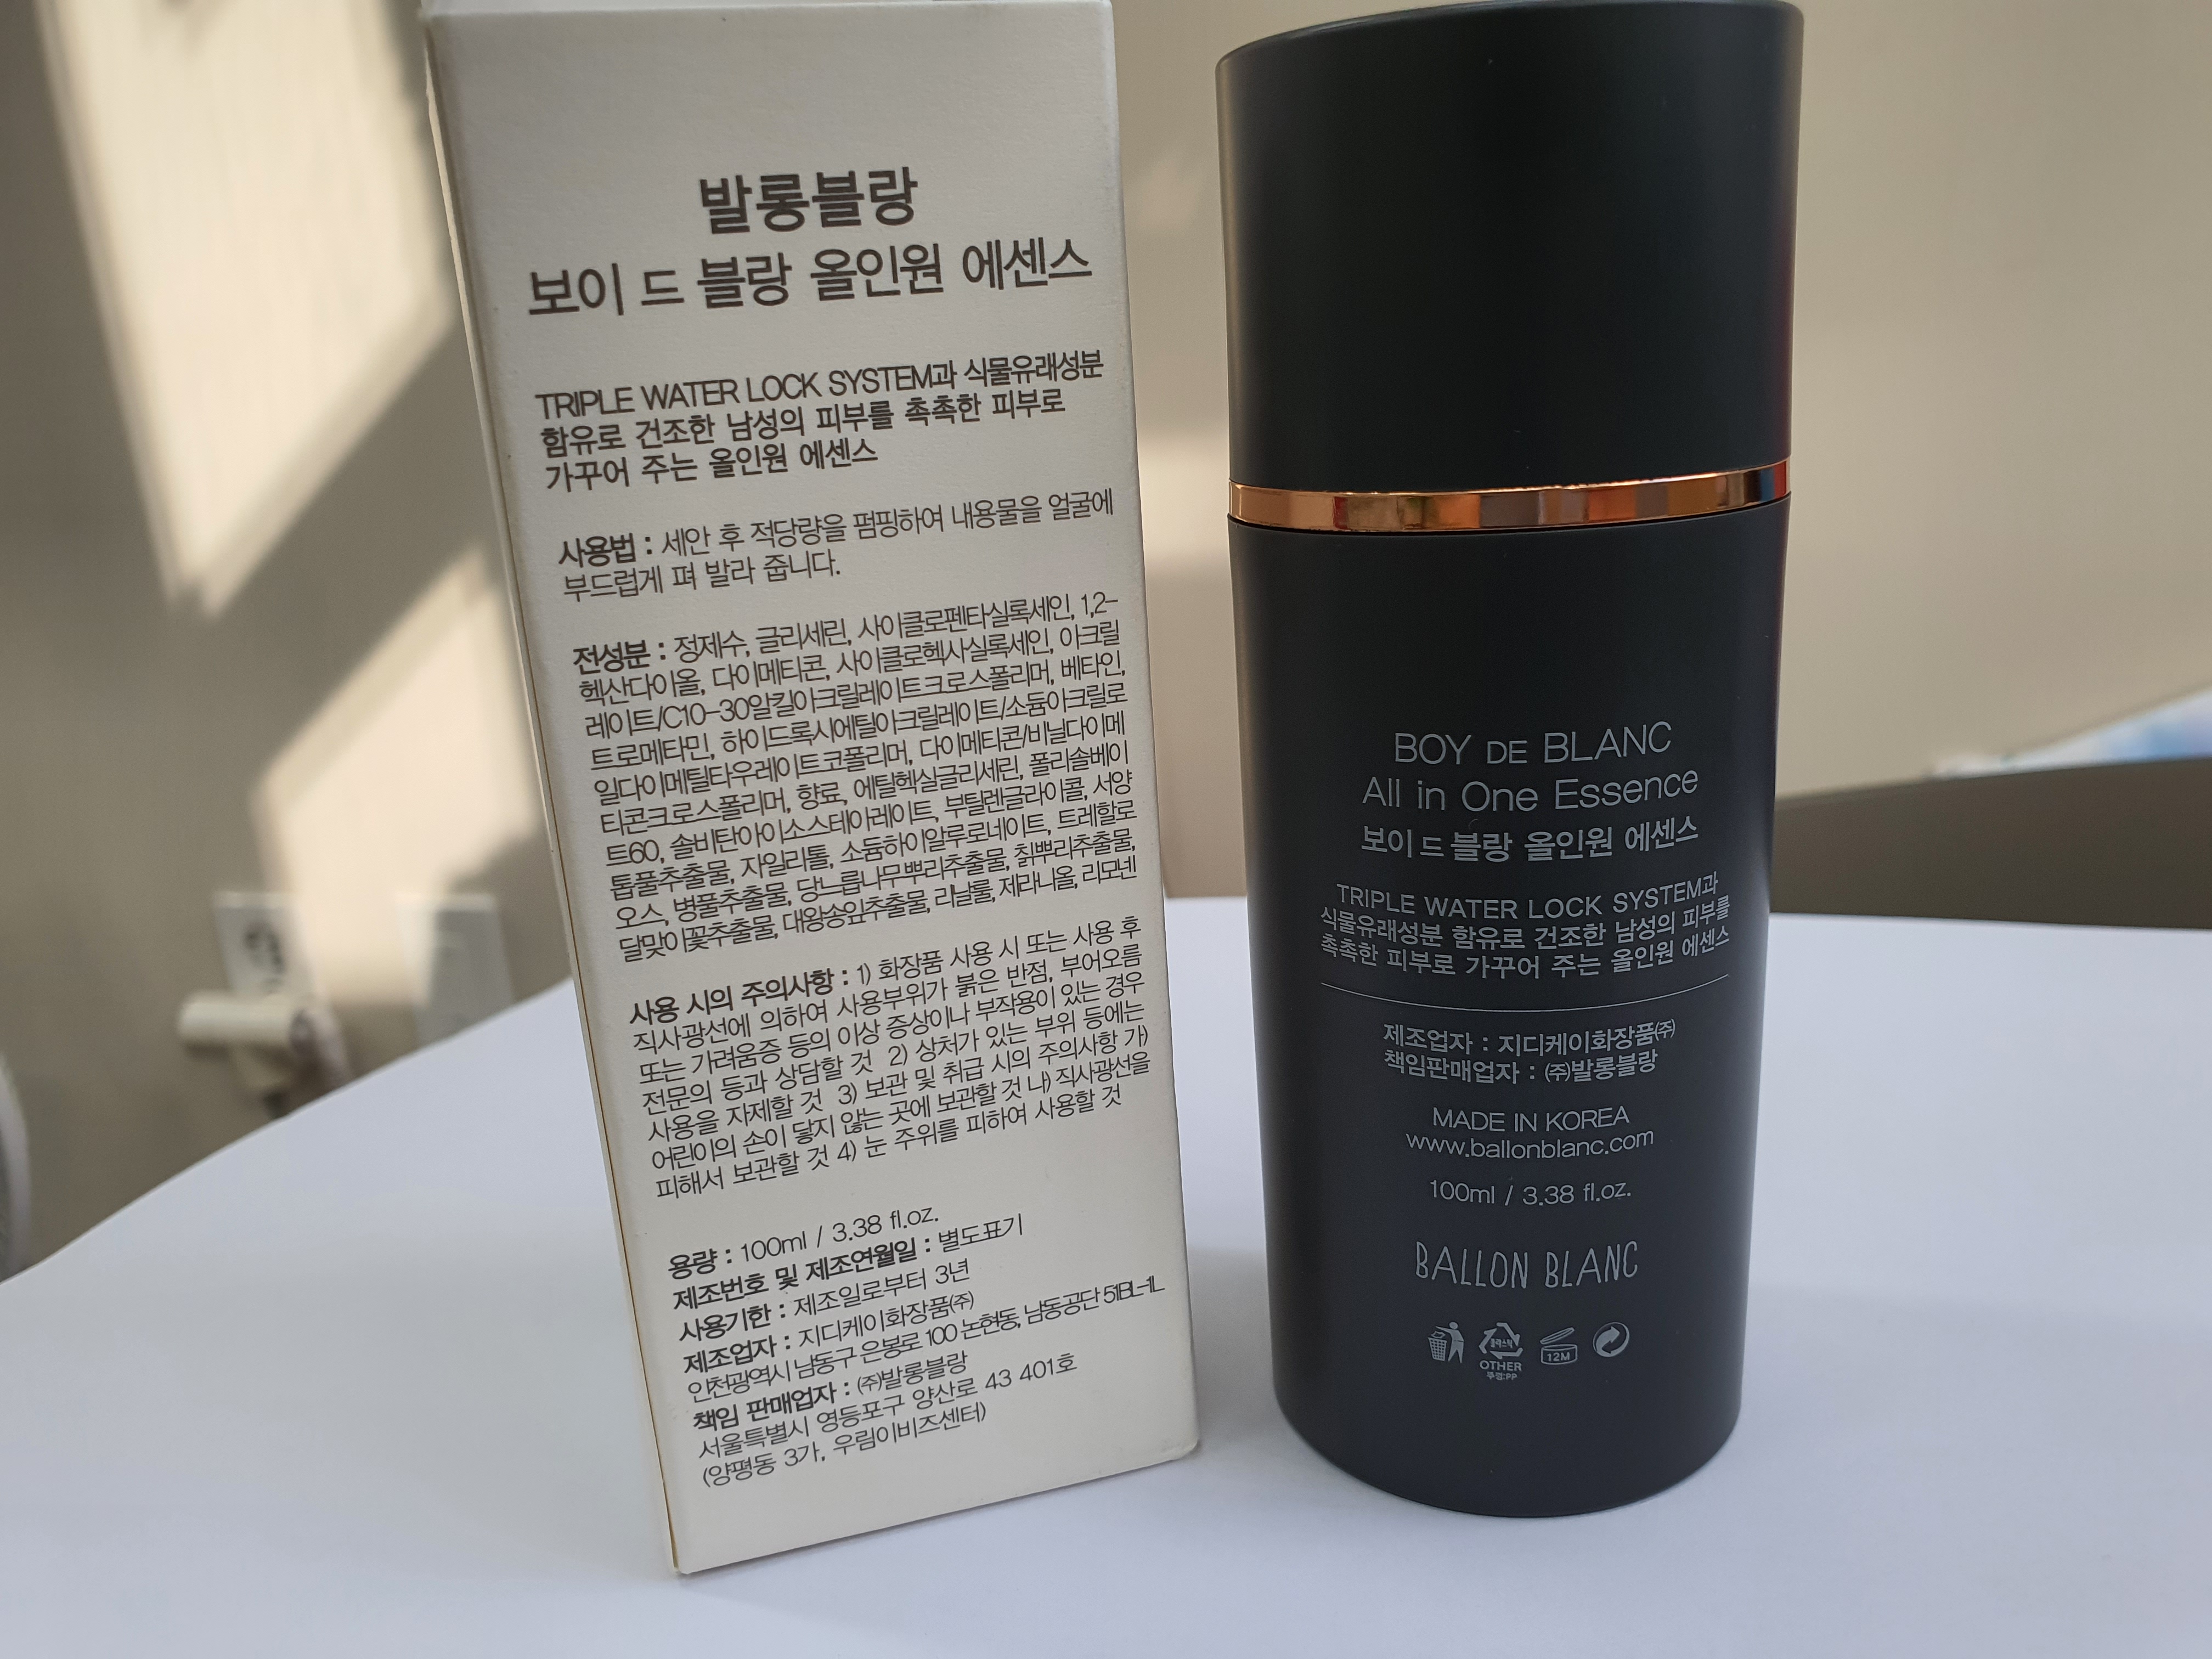 발롱블랑
보이 드 블랑 올인원 에센스
TRIPLE WATER LOCK SYSTEM과 식물유래성분
함유로 건조한 남성의 피부를 촉촉한 피부로
가꾸어 주는 올인원 에센스
사용법 : 세안 후 적당량을 펌핑하여 내용물을 얼굴에
부드럽게 펴 발라 줍니다.
전성분 : 정제수, 글리세린, 사이클로펜타실록세인, 1,2-
헥산다이올, 다이메티콘, 사이클로헥사실록세인, 아크릴
레이트/C10-30알킬아크릴레이트크로스폴리머, 베타인,
트로메타민, 하이드록시에틸아크릴레이트/소듐아크릴로
일다이메틸타우레이트코폴리머, 다이메티콘/비닐다이메
티콘크로스폴리머, 향료, 에틸헥실글리세린, 폴리솔베이
트60, 솔비탄아이소스테아레이트, 부틸렌글라이콜, 서양
톱풀추출물, 자일리톨, 소듐하이알루로네이트, 트레할로
오스, 병풀추출물, 당느릅나무뿌리추출물, 칡뿌리추출물,
달맞이꽃추출물, 대왕송잎추출물, 리날룰, 제라니올, 리모넨
사용 시의 주의사항 : 1) 화장품 사용 시 또는 사용 후
직사광선에 의하여 사용부위가 붉은 반점, 부어오름
또는 가려움증 등의 이상 증상이나 부작용이 있는 경우
전문의 등과 상담할 것 2) 상처가 있는 부위 등에는
사용을 자제할 것 3) 보관 및 취급 시의 주의사항 가)
어린이의 손이 닿지 않는 곳에 보관할 것 나) 직사광선을
피해서 보관할 것 4) 눈 주위를 피하여 사용할 것
용량 : 100ml / 3.38 fl.oz.
제조번호 및 제조연월일 : 별도표기
사용기한 : 제조일로부터 3년
제조업자 : 지디케이화장품㈜
인천광역시 남동구 은봉로 100 논현동, 남동공단 51BL-1L
책임 판매업자 : ㈜발롱블랑
서울특별시 영등포구 양산로 43 401호
(양평동 3가, 우림이비즈센터)
BOY DE BLANC
All in One Essence
보이 드 블랑 올인원 에센스
TRIPLE WATER LOCK SYSTEM과
식물유래성분 함유로 건조한 남성의 피부를
촉촉한 피부로 가꾸어 주는 올인원 에센스
제조업자 : 지디케이화장품㈜
책임판매업자 : ㈜발롱블랑
MADE IN KOREA
www.ballonblanc.com
100ml / 3.38 fl.oz.
BALLON BLANC
플라스틱
12M
OTHER
뚜껑:PP